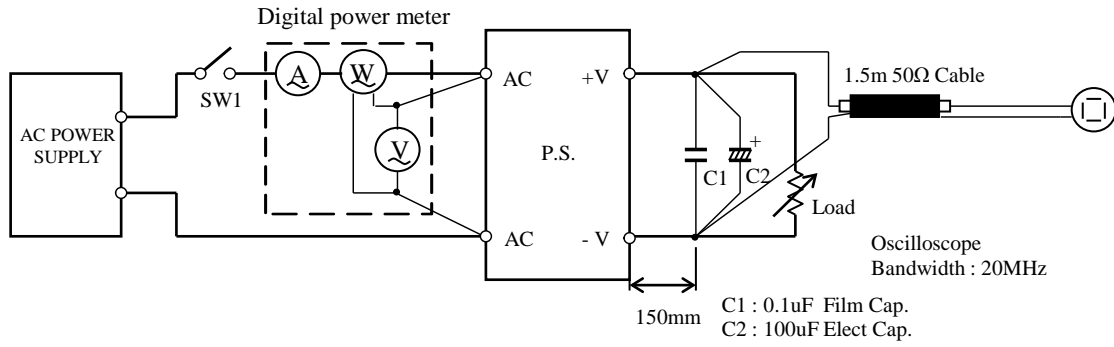 Digital power meter
A
W
AC
+V
1.5m 50Ω Cable
SW1
AC POWER
SUPPLY
V
P.S.
C1
+
C2
Load
AC
- V
Oscilloscope
Bandwidth : 20MHz
150mm
C1 : 0.1uF Film Cap.
C2 : 100uF Elect Cap.